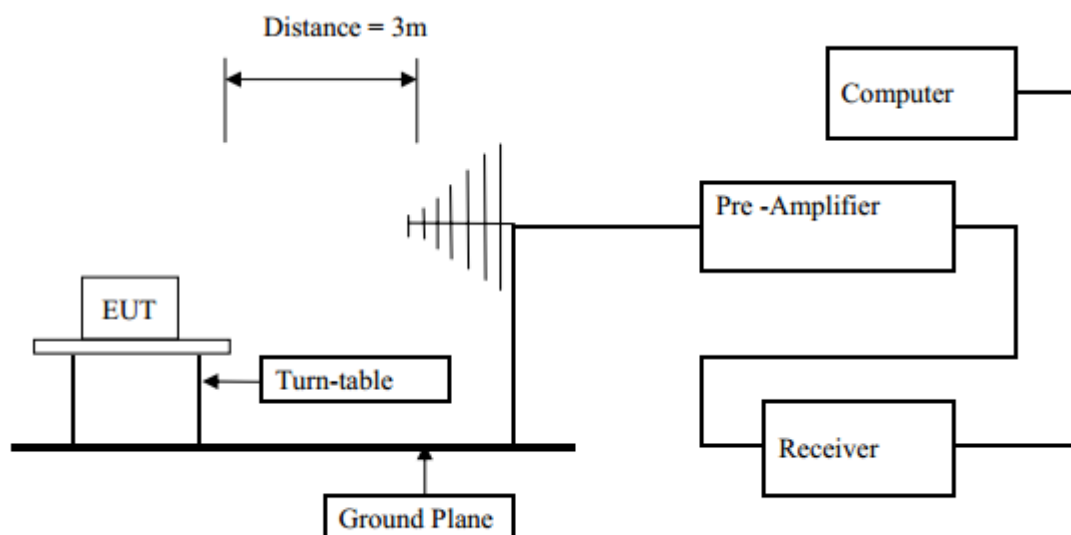 Distance = 3m
Computer
Pre -Amplifier
EUT
Turn-table
Receiver
Ground Plane